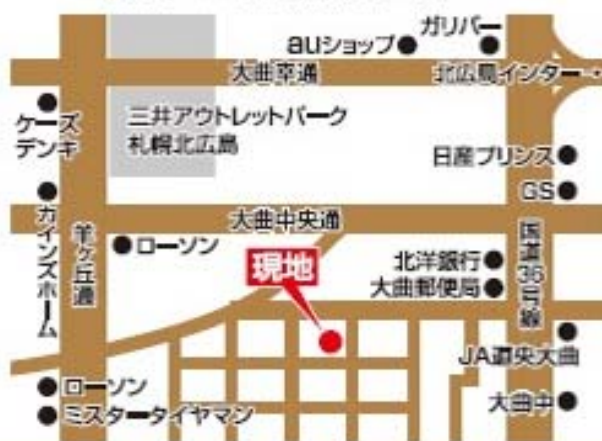 ガリバー
auショップ
大曲幸通
北広島インター→
ケーズ
デンキ
三井アウトレットパーク
札幌北広島
日産プリンス
GS
カインズホーム
羊ヶ丘通
大曲中央通
ローソン
現地
北洋銀行
大曲郵便局
国道36号線
JA道央大曲
ローソン
大曲中
ミスタータイヤマン